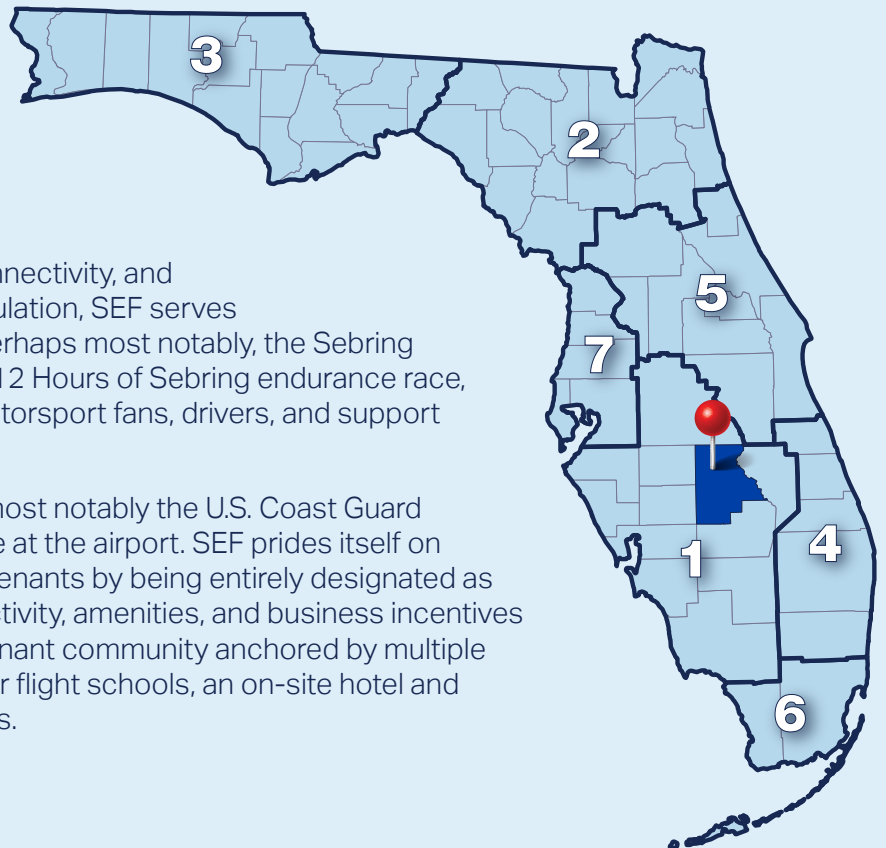 3
2
nnectivity, and
ulation, SEF serves
erhaps most notably, the Sebring
12 Hours of Sebring endurance race,
torsport fans, drivers, and support
5
7
most notably the U.S. Coast Guard
e at the airport. SEF prides itself on
enants by being entirely designated as
ctivity, amenities, and business incentives
nant community anchored by multiple
r flight schools, an on-site hotel and
s.
1
4
6